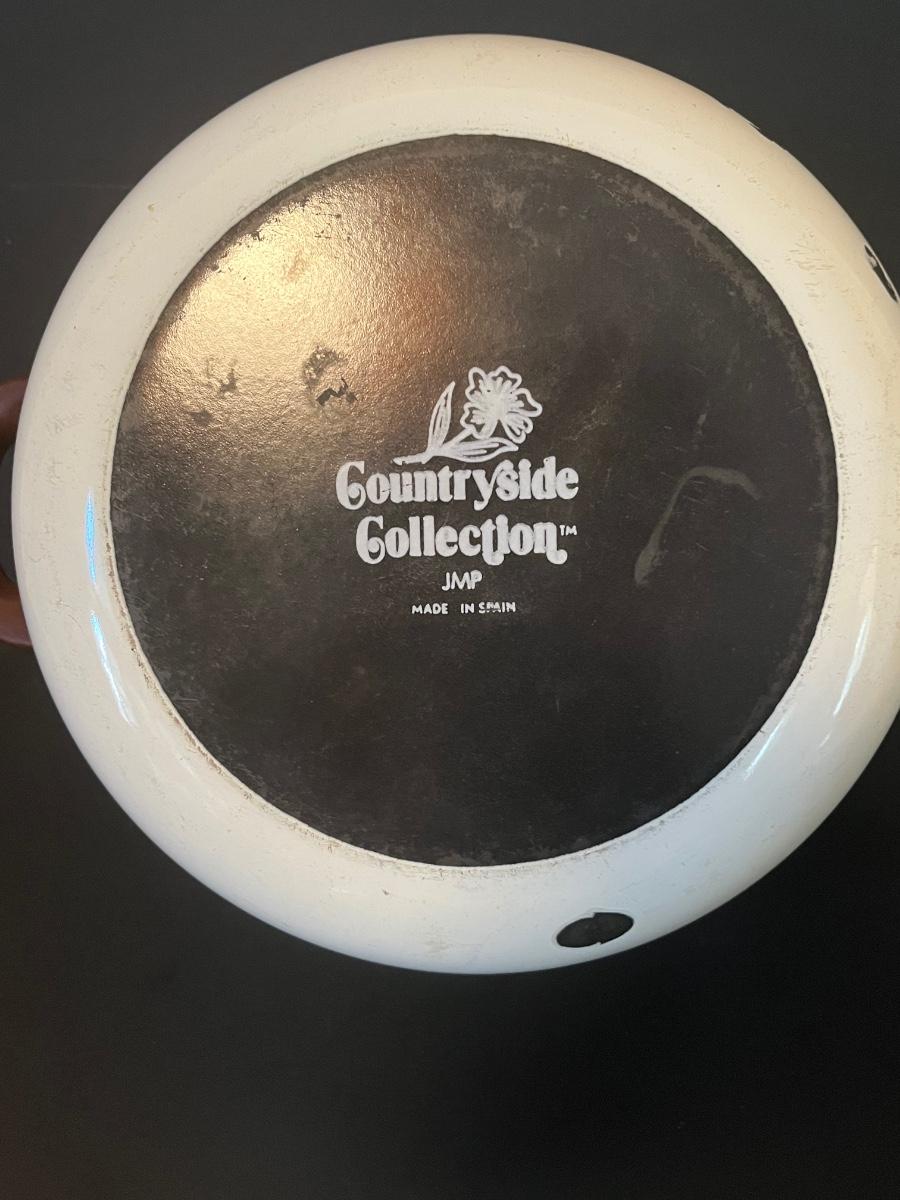 Countryside
Collection™
JMP
MADE IN SPAIN